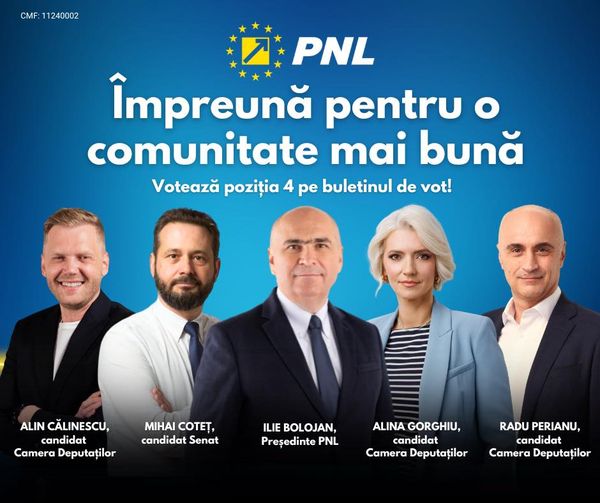 CMF: 11240002
PNL
Împreună pentru o
comunitate mai bună
Votează poziția 4 pe buletinul de vot!
ALIN CĂLINESCU,
candidat
Camera Deputaților
MIHAI COTEȚ,
candidat Senat
ILIE BOLOJAN,
Președinte PNL
ALINA GORGHIU,
candidat
Camera Deputaților
RADU PERIANU,
candidat
Camera Deputaților